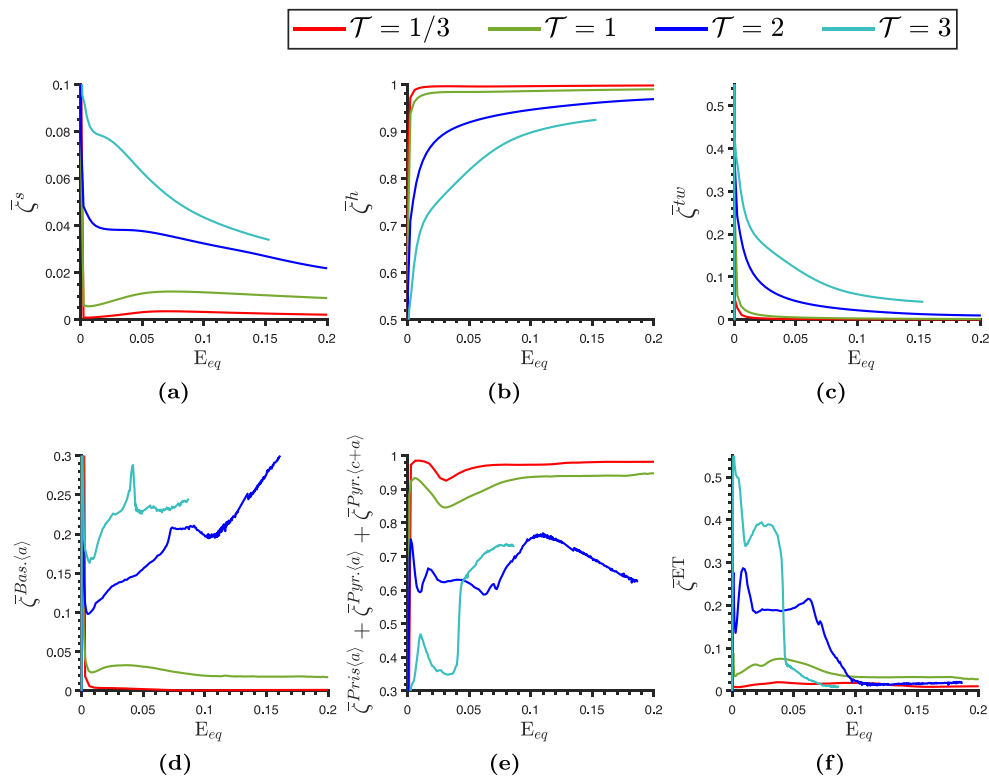 𝒯 = 1/3 𝒯 = 1 𝒯 = 2 𝒯 = 3
0.1
0.08
0.06
0.04
0.02
0
ζ̄^s
0 0.05 0.1 0.15 0.2
E_eq
(a)
1
0.9
0.8
0.7
0.6
0.5
ζ̄^h
0 0.05 0.1 0.15 0.2
E_eq
(b)
0.5
0.4
0.3
0.2
0.1
0
ζ̄^tw
0 0.05 0.1 0.15 0.2
E_eq
(c)
0.3
0.25
0.2
0.15
0.1
0.05
0
ζ̄^Bas.⟨a⟩
0 0.05 0.1 0.15 0.2
E_eq
(d)
1
0.9
0.8
0.7
0.6
0.5
0.4
0.3
ζ̄^Pris⟨a⟩ + ζ̄^Pyr.⟨a⟩ + ζ̄^Pyr.⟨c+a⟩
0 0.05 0.1 0.15 0.2
E_eq
(e)
0.5
0.4
0.3
0.2
0.1
0
ζ̄^ET
0 0.05 0.1 0.15 0.2
E_eq
(f)